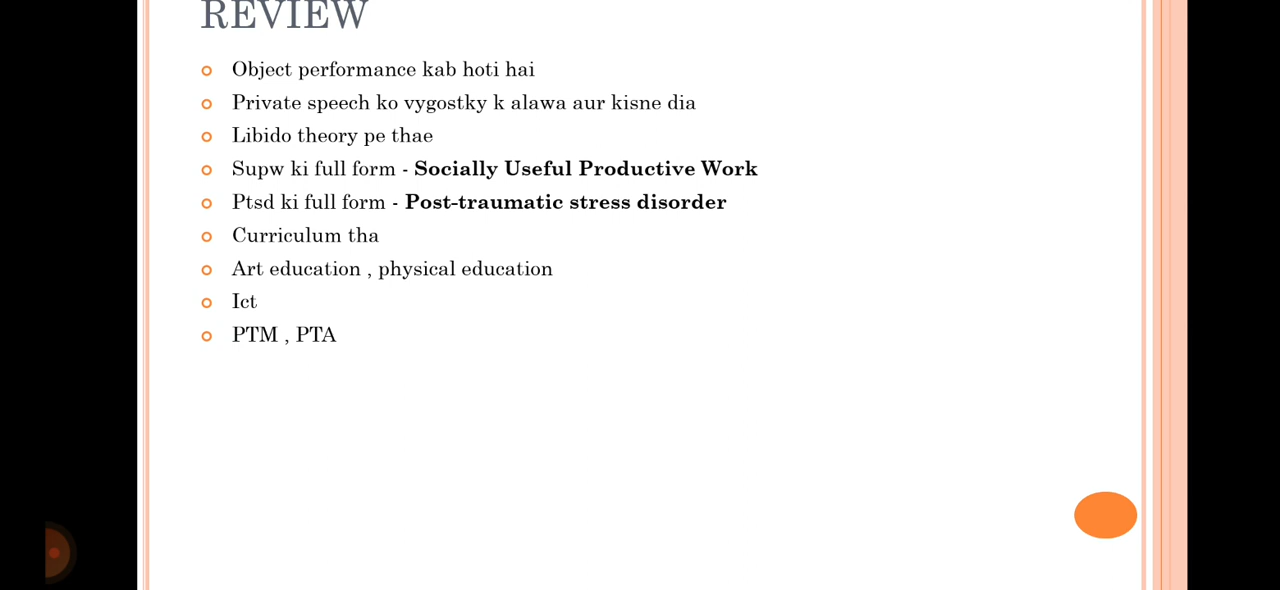 REVIEW
Object performance kab hoti hai
Private speech ko vygostky k alawa aur kisne dia
Libido theory pe thae
Supw ki full form - Socially Useful Productive Work
Ptsd ki full form - Post-traumatic stress disorder
Curriculum tha
Art education , physical education
Ict
PTM , PTA